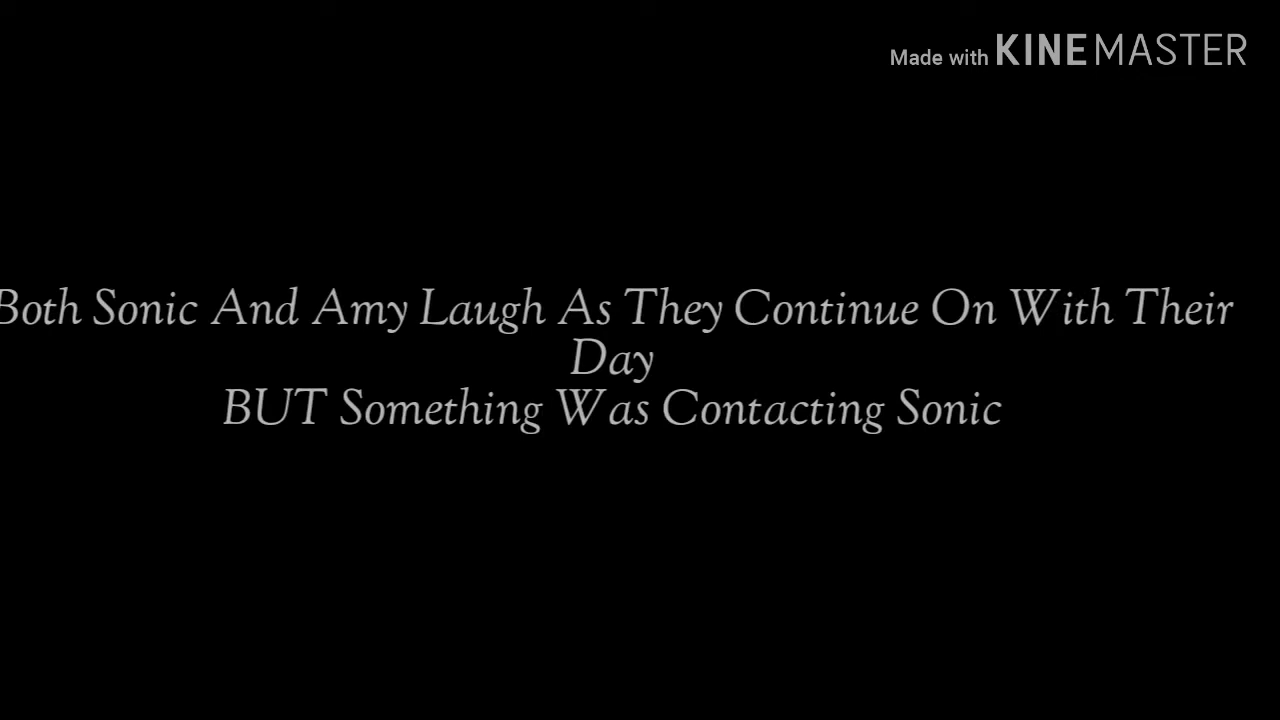 Made with KINEMASTER
Both Sonic And Amy Laugh As They Continue On With Their
Day
BUT Something Was Contacting Sonic